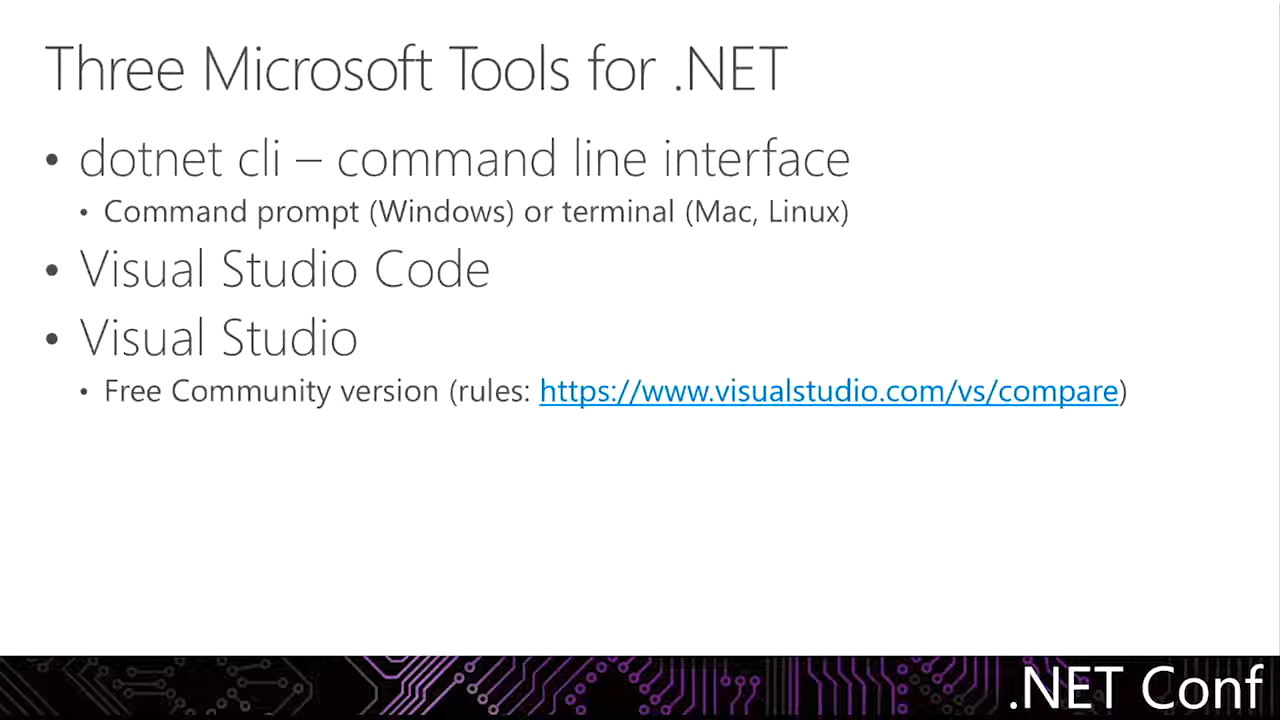 Three Microsoft Tools for .NET
• dotnet cli – command line interface
• Command prompt (Windows) or terminal (Mac, Linux)
• Visual Studio Code
• Visual Studio
• Free Community version (rules: https://www.visualstudio.com/vs/compare)
.NET Conf